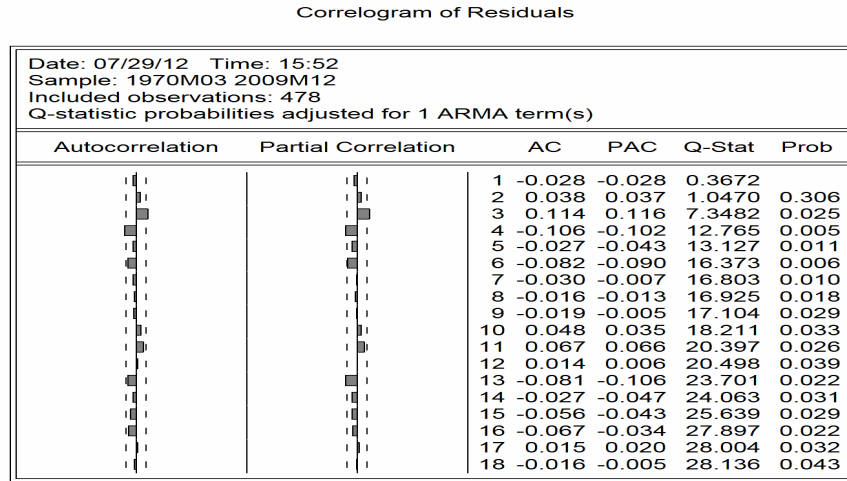 Correlogram of Residuals
Date: 07/29/12 Time: 15:52
Sample: 1970M03 2009M12
Included observations: 478
Q-statistic probabilities adjusted for 1 ARMA term(s)
Autocorrelation Partial Correlation AC PAC Q-Stat Prob
1 -0.028 -0.028 0.3672
2 0.038 0.037 1.0470 0.306
3 0.114 0.116 7.3482 0.025
4 -0.106 -0.102 12.765 0.005
5 -0.027 -0.043 13.127 0.011
6 -0.082 -0.090 16.373 0.006
7 -0.030 -0.007 16.803 0.010
8 -0.016 -0.013 16.925 0.018
9 -0.019 -0.005 17.104 0.029
10 0.048 0.035 18.211 0.033
11 0.067 0.066 20.397 0.026
12 0.014 0.006 20.498 0.039
13 -0.081 -0.106 23.701 0.022
14 -0.027 -0.047 24.063 0.031
15 -0.056 -0.043 25.639 0.029
16 -0.067 -0.034 27.897 0.022
17 0.015 0.020 28.004 0.032
18 -0.016 -0.005 28.136 0.043